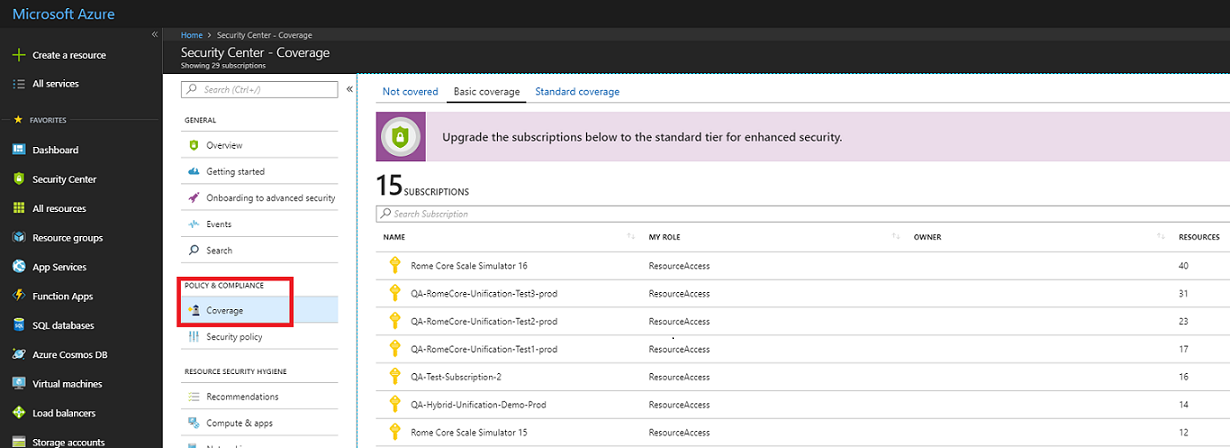 Microsoft Azure
«
Create a resource
All services
FAVORITES
Dashboard
Security Center
All resources
Resource groups
App Services
Function Apps
SQL databases
Azure Cosmos DB
Virtual machines
Load balancers
Storage accounts
Home > Security Center - Coverage
Security Center - Coverage
Showing 29 subscriptions
Search (Ctrl+/)
«
GENERAL
Overview
Getting started
Onboarding to advanced security
Events
Search
POLICY & COMPLIANCE
Coverage
Security policy
RESOURCE SECURITY HYGIENE
Recommendations
Compute & apps
Not covered Basic coverage Standard coverage
Upgrade the subscriptions below to the standard tier for enhanced security.
15 SUBSCRIPTIONS
Search Subscription
NAME MY ROLE OWNER RESOURCES
Rome Core Scale Simulator 16 ResourceAccess 40
QA-RomeCore-Unification-Test3-prod ResourceAccess 31
QA-RomeCore-Unification-Test2-prod ResourceAccess 23
QA-RomeCore-Unification-Test1-prod ResourceAccess 17
QA-Test-Subscription-2 ResourceAccess 16
QA-Hybrid-Unification-Demo-Prod ResourceAccess 14
Rome Core Scale Simulator 15 ResourceAccess 12